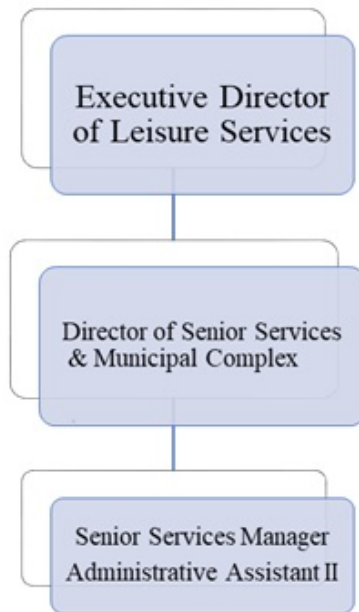 Executive Director
of Leisure Services
Director of Senior Services
& Municipal Complex
Senior Services Manager
Administrative Assistant II